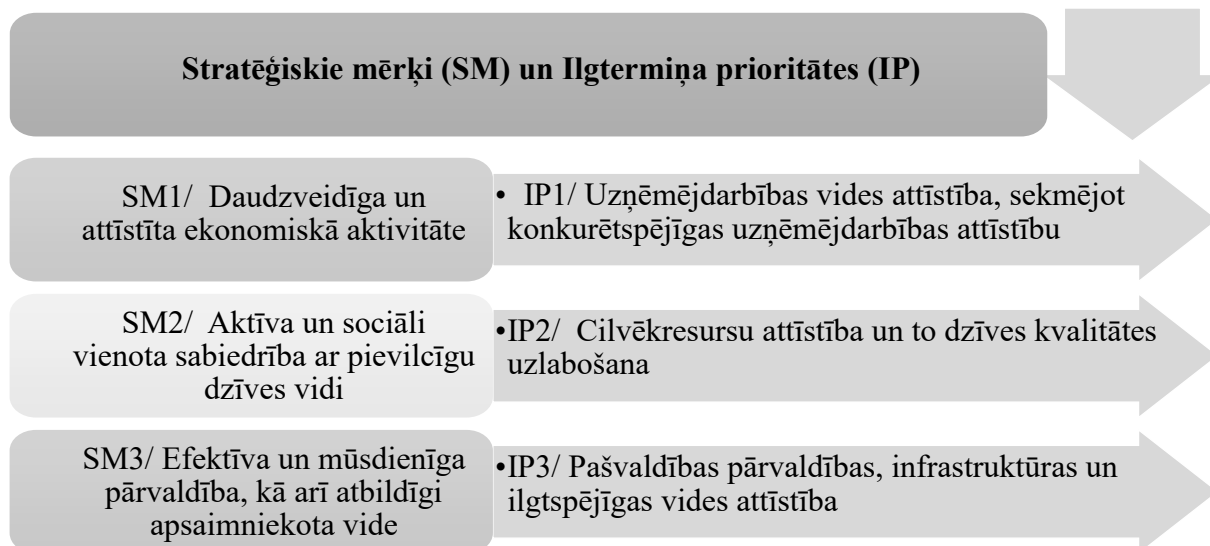 Stratēģiskie mērķi (SM) un Ilgtermiņa prioritātes (IP)
SM1/ Daudzveidīga un
attīstīta ekonomiskā aktivitāte
• IP1/ Uzņēmējdarbības vides attīstība, sekmējot
konkurētspējīgas uzņēmējdarbības attīstību
SM2/ Aktīva un sociāli
vienota sabiedrība ar pievilcīgu
dzīves vidi
•IP2/ Cilvēkresursu attīstība un to dzīves kvalitātes
uzlabošana
SM3/ Efektīva un mūsdienīga
pārvaldība, kā arī atbildīgi
apsaimniekota vide
•IP3/ Pašvaldības pārvaldības, infrastruktūras un
ilgtspējīgas vides attīstība